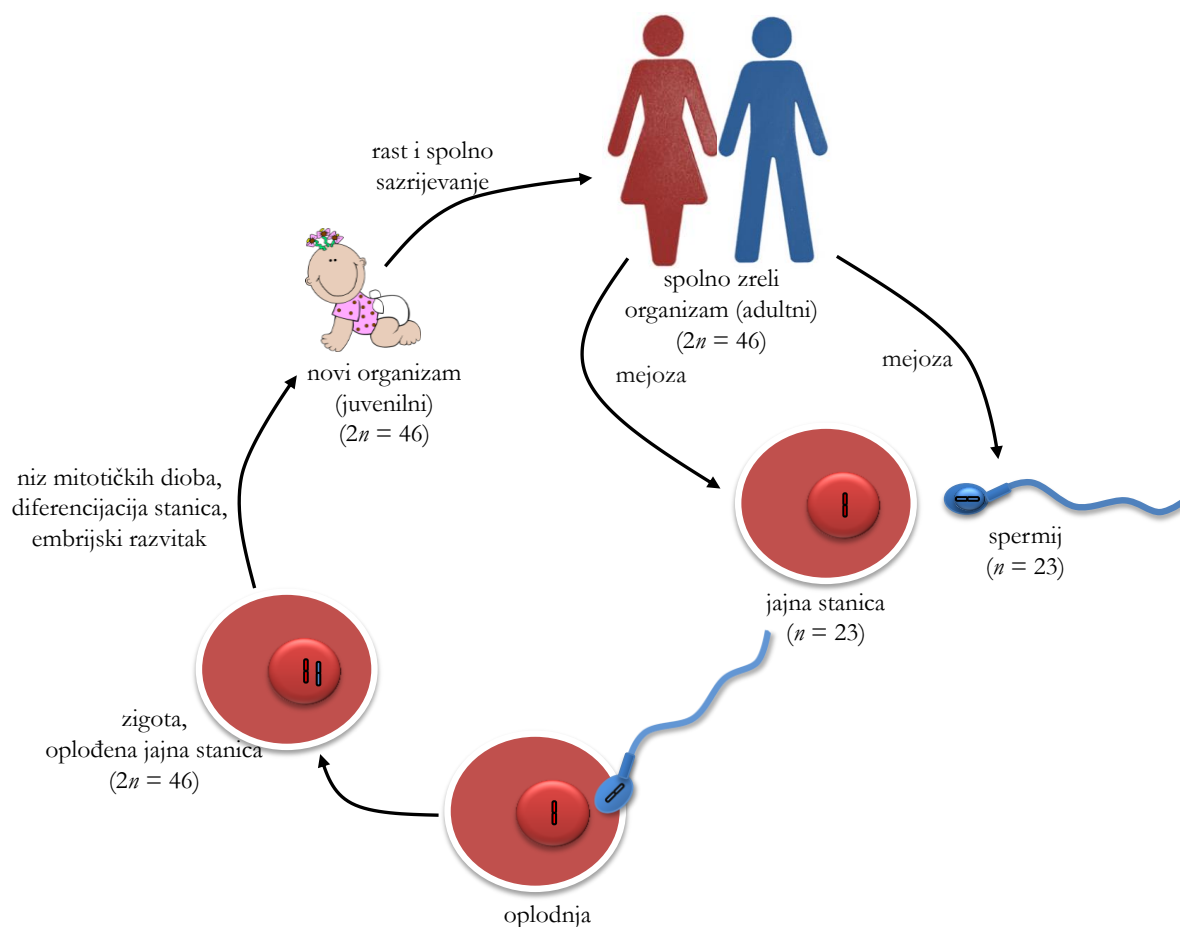 rast i spolno
sazrijevanje
spolno zreli
organizam (adultni)
(2n = 46)
mejoza
mejoza
novi organizam
(juvenilni)
(2n = 46)
niz mitotičkih dioba,
diferencijacija stanica,
embrijski razvitak
spermij
(n = 23)
jajna stanica
(n = 23)
zigota,
oplođena jajna stanica
(2n = 46)
oplodnja